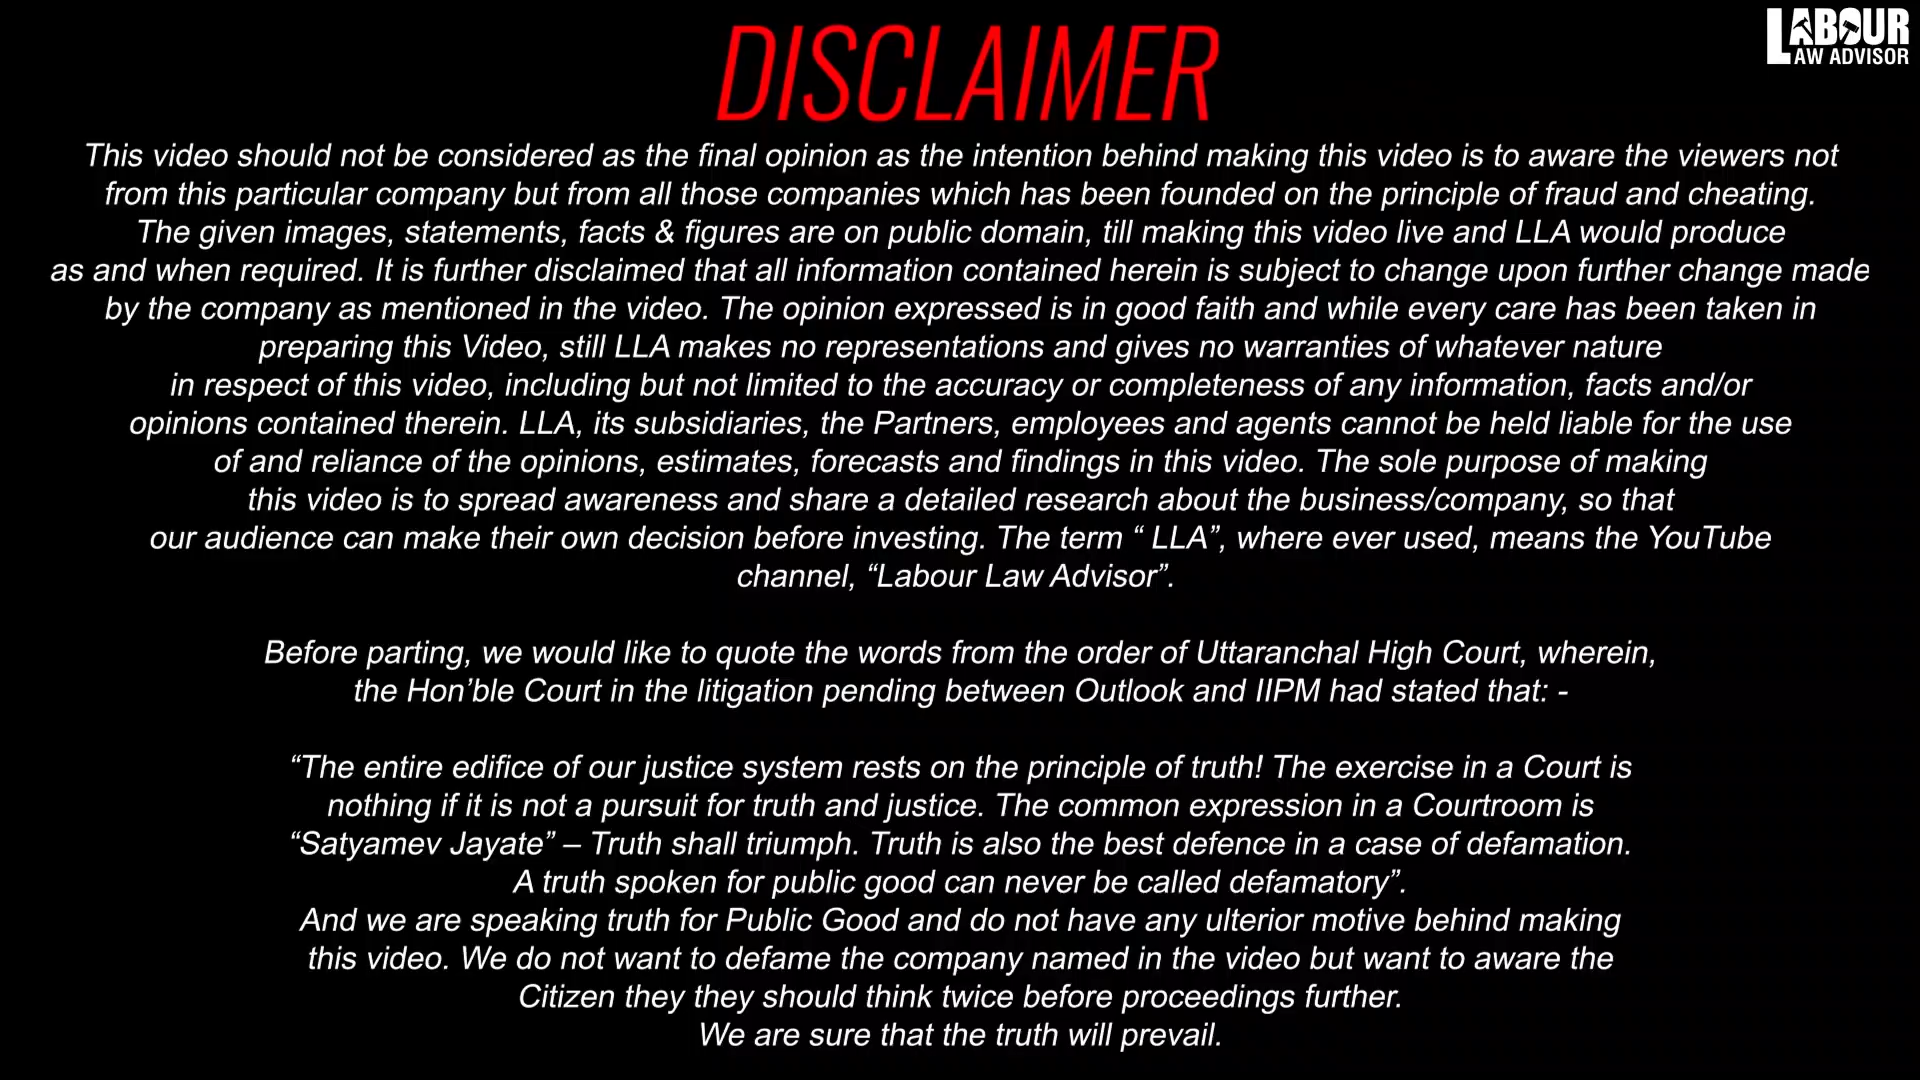 DISCLAIMER
LABOUR
LAW ADVISOR
This video should not be considered as the final opinion as the intention behind making this video is to aware the viewers not
from this particular company but from all those companies which has been founded on the principle of fraud and cheating.
The given images, statements, facts & figures are on public domain, till making this video live and LLA would produce
as and when required. It is further disclaimed that all information contained herein is subject to change upon further change made
by the company as mentioned in the video. The opinion expressed is in good faith and while every care has been taken in
preparing this Video, still LLA makes no representations and gives no warranties of whatever nature
in respect of this video, including but not limited to the accuracy or completeness of any information, facts and/or
opinions contained therein. LLA, its subsidiaries, the Partners, employees and agents cannot be held liable for the use
of and reliance of the opinions, estimates, forecasts and findings in this video. The sole purpose of making
this video is to spread awareness and share a detailed research about the business/company, so that
our audience can make their own decision before investing. The term “ LLA”, where ever used, means the YouTube
channel, “Labour Law Advisor”.
Before parting, we would like to quote the words from the order of Uttaranchal High Court, wherein,
the Hon’ble Court in the litigation pending between Outlook and IIPM had stated that: -
“The entire edifice of our justice system rests on the principle of truth! The exercise in a Court is
nothing if it is not a pursuit for truth and justice. The common expression in a Courtroom is
“Satyamev Jayate” – Truth shall triumph. Truth is also the best defence in a case of defamation.
A truth spoken for public good can never be called defamatory”.
And we are speaking truth for Public Good and do not have any ulterior motive behind making
this video. We do not want to defame the company named in the video but want to aware the
Citizen they they should think twice before proceedings further.
We are sure that the truth will prevail.